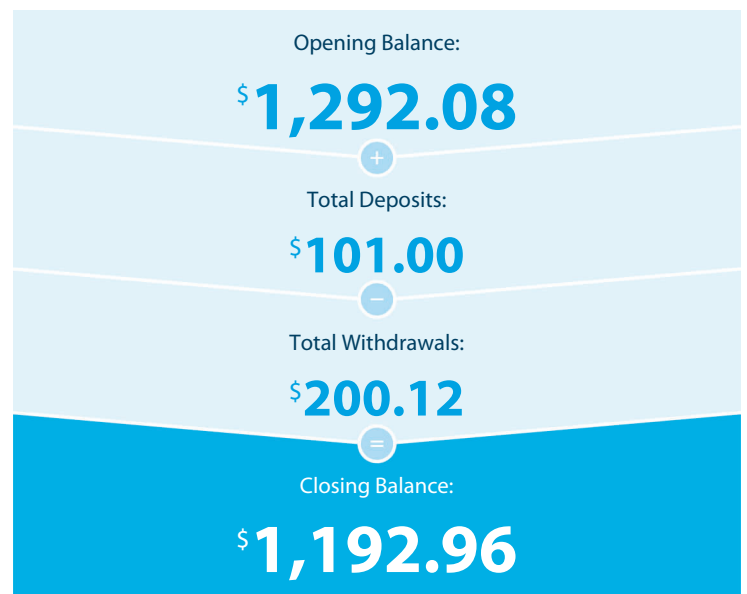 Opening Balance:
$1,292.08
+
Total Deposits:
$101.00
−
Total Withdrawals:
$200.12
=
Closing Balance:
$1,192.96